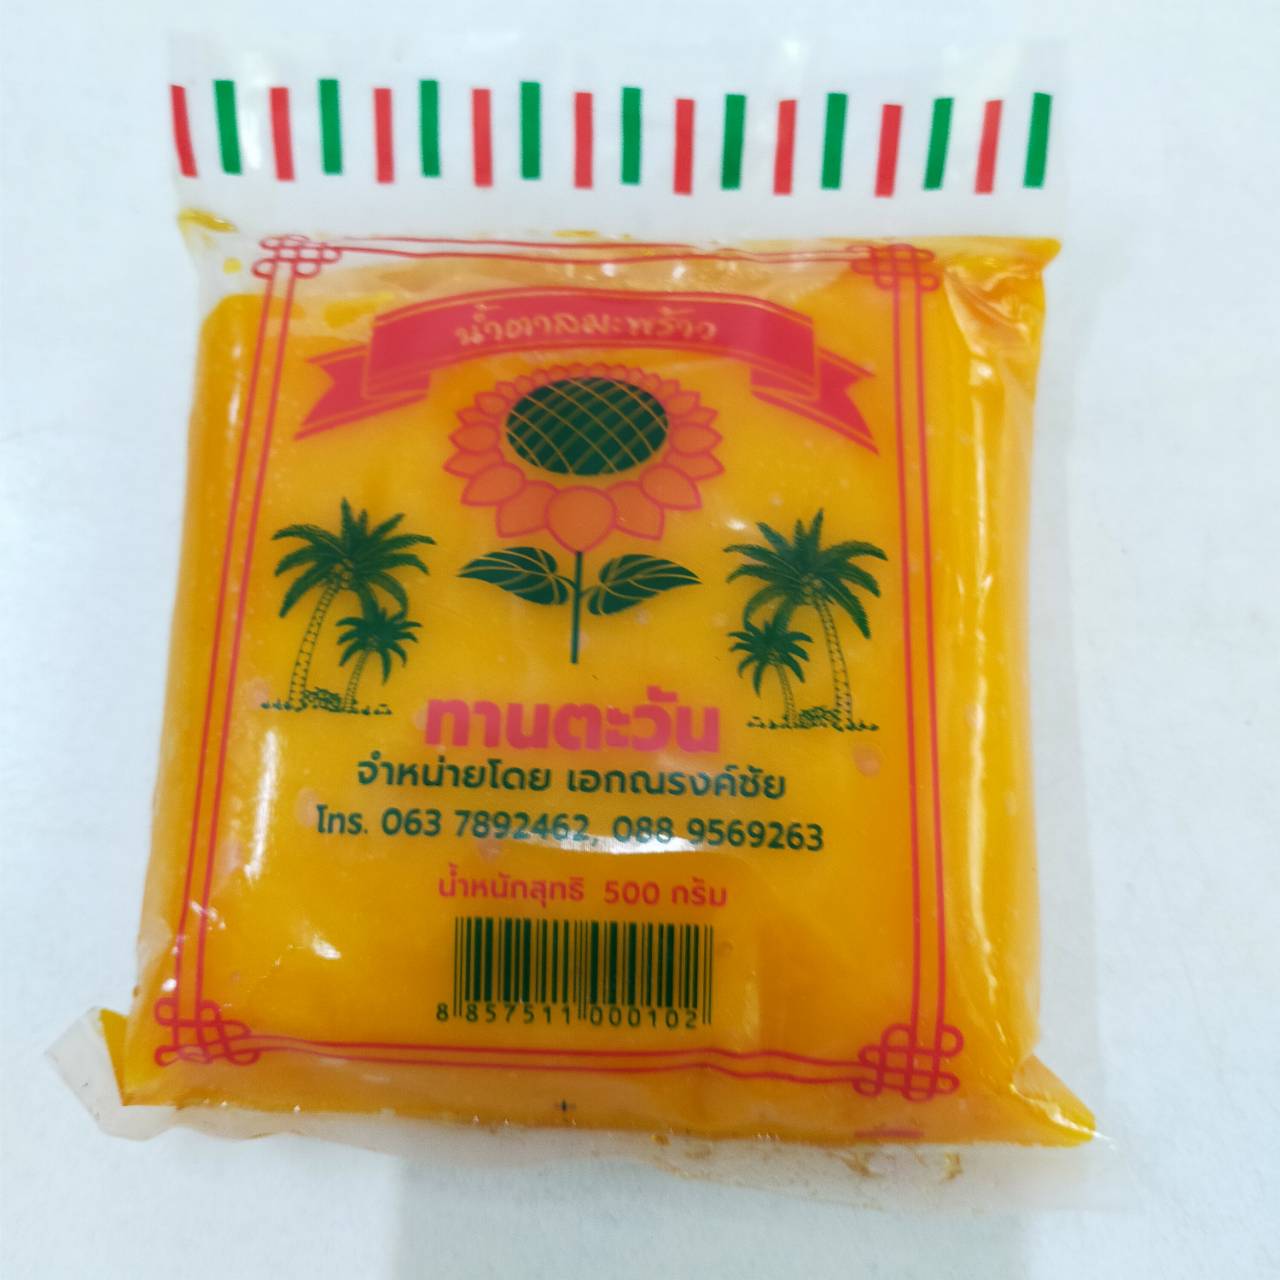 น้ำตาลมะพร้าว
ทานตะวัน
จำหน่ายโดย เอกณรงค์ชัย
โทร. 063 7892462, 088 9569263
น้ำหนักสุทธิ 500 กรัม
8 857511 000102